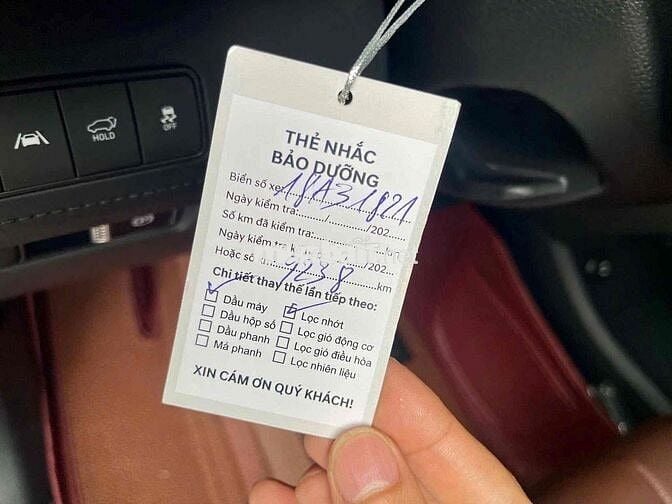 HOLD
OFF
THẺ NHẮC
BẢO DƯỠNG
Biển số xe: 18A31821
Ngày kiểm tra:....../....../202...
Số km đã kiểm tra:
Ngày kiểm tra k....../202...
Hoặc số 9238 km
Chi tiết thay thế lần tiếp theo:
Dầu máy
Lọc nhớt
Dầu hộp số
Lọc gió động cơ
Dầu phanh
Lọc gió điều hòa
Má phanh
Lọc nhiên liệu
XIN CẢM ƠN QUÝ KHÁCH!